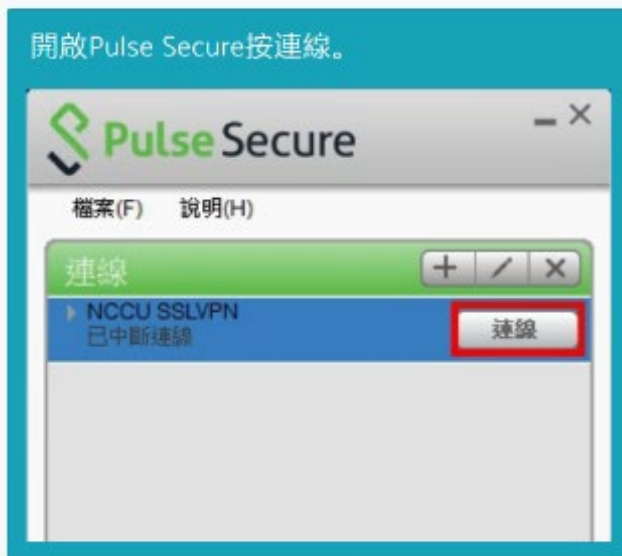 開啟Pulse Secure按連線。
Pulse Secure
檔案(F) 說明(H)
連線
NCCU SSLVPN
已中斷連線
連線